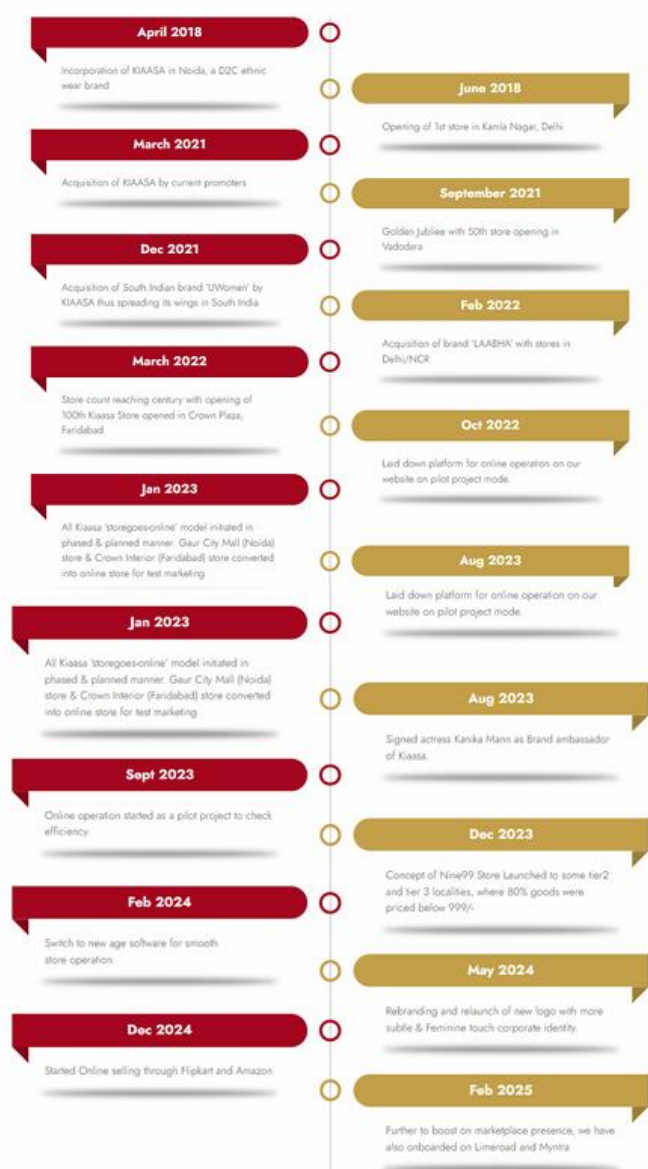 April 2018
Incorporation of KIAASA in Noida, a D2C ethnic
wear brand
June 2018
Opening of 1st store in Kamla Nagar, Delhi
March 2021
Acquisition of KIAASA by current promoters
September 2021
Golden Jubliee with 50th store opening in
Vadodara
Dec 2021
Acquisition of South Indian brand 'UWomen' by
KIAASA thus spreading its wings in South India
Feb 2022
Acquisition of brand 'LAABHA' with stores in
Delhi/NCR
March 2022
Store count reaching century with opening of
100th Kiaasa Store opened in Crown Plaza,
Faridabad
Oct 2022
Laid down platform for online operation on our
website on pilot project mode.
Jan 2023
All Kiaasa 'storegoes-online' model initiated in
phased & planned manner. Gaur City Mall (Noida)
store & Crown Interior (Faridabad) store converted
into online store for test marketing
Aug 2023
Laid down platform for online operation on our
website on pilot project mode.
Jan 2023
All Kiaasa 'storegoes-online' model initiated in
phased & planned manner. Gaur City Mall (Noida)
store & Crown Interior (Faridabad) store converted
into online store for test marketing
Aug 2023
Signed actress Kanika Mann as Brand ambassador
of Kiaasa.
Sept 2023
Online operation started as a pilot project to check
efficiency.
Dec 2023
Concept of Nine99 Store Launched to some tier2
and tier 3 localities, where 80% goods were
priced below 999/-
Feb 2024
Switch to new age software for smooth
store operation.
May 2024
Rebranding and relaunch of new logo with more
subtle & Feminine touch corporate identity.
Dec 2024
Started Online selling through Flipkart and Amazon
Feb 2025
Further to boost on marketplace presence, we have
also onboarded on Limeroad and Myntra